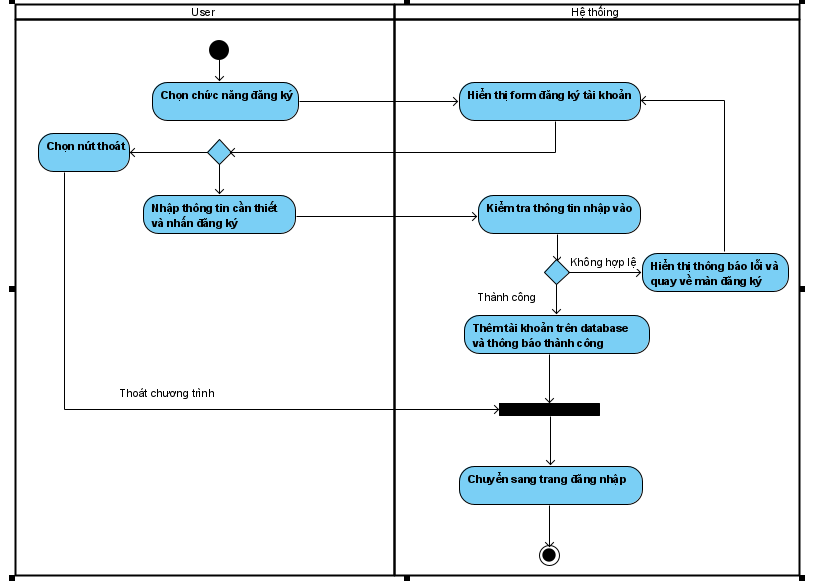 User
Hệ thống
Chọn chức năng đăng ký
Hiển thị form đăng ký tài khoản
Chọn nút thoát
Nhập thông tin cần thiết
và nhấn đăng ký
Kiểm tra thông tin nhập vào
Không hợp lệ
Hiển thị thông báo lỗi và
quay về màn đăng ký
Thành công
Thêm tài khoản trên database
và thông báo thành công
Thoát chương trình
Chuyển sang trang đăng nhập